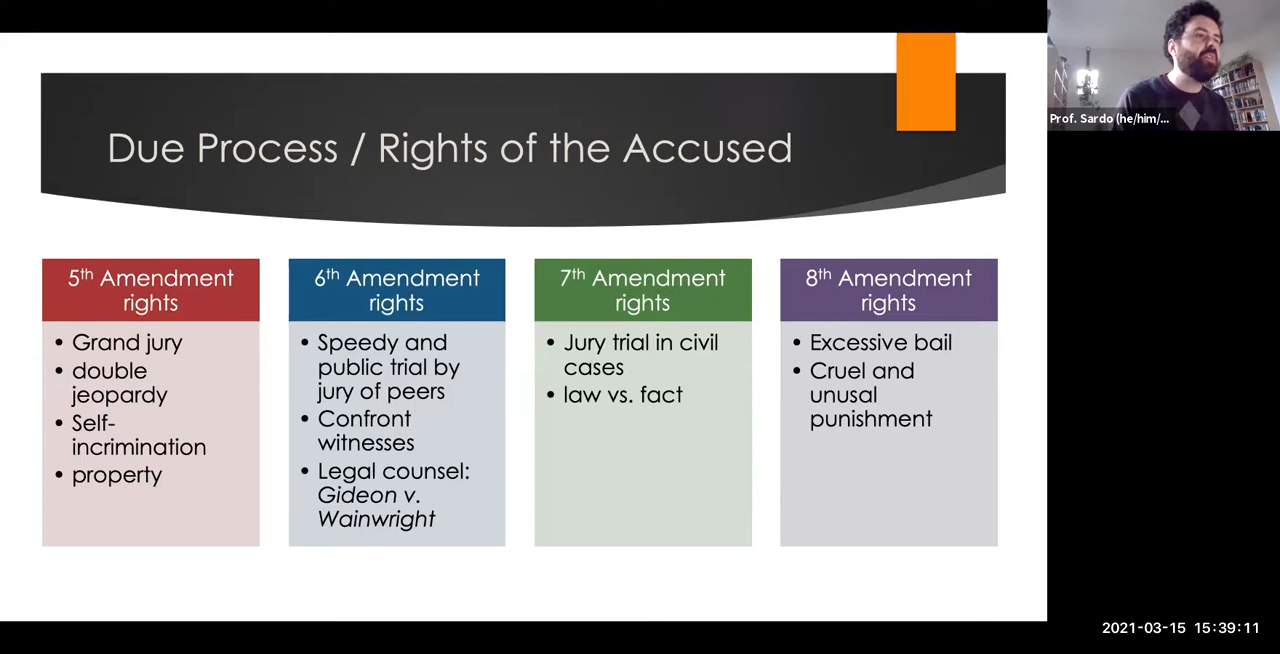 Due Process / Rights of the Accused
5th Amendment
rights
• Grand jury
• double
jeopardy
• Self-
incrimination
• property
6th Amendment
rights
• Speedy and
public trial by
jury of peers
• Confront
witnesses
• Legal counsel:
Gideon v.
Wainwright
7th Amendment
rights
• Jury trial in civil
cases
• law vs. fact
8th Amendment
rights
• Excessive bail
• Cruel and
unusual
punishment
Prof. Sardo (he/him/...
2021-03-15 15:39:11